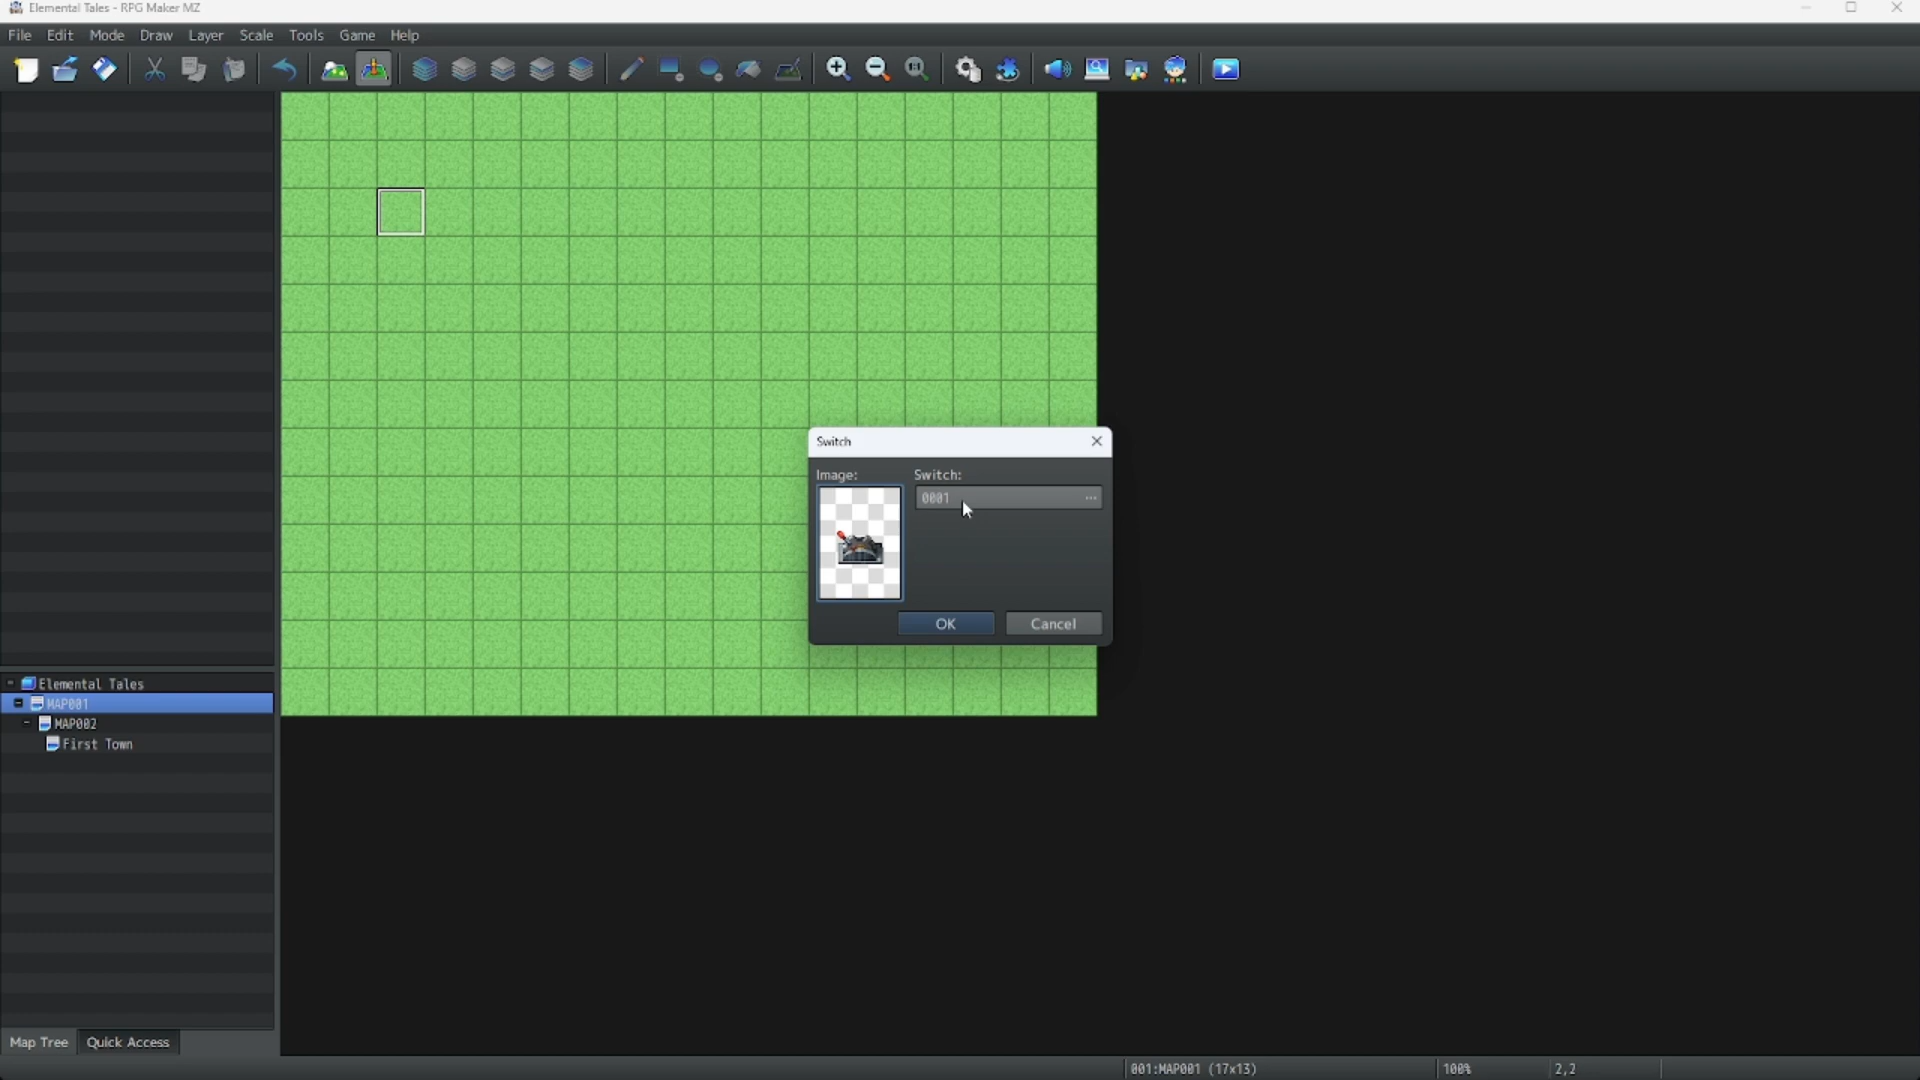 Elemental Tales - RPG Maker MZ
File Edit Mode Draw Layer Scale Tools Game Help
Switch
Image: Switch:
0001 ...
OK Cancel
Elemental Tales
MAP001
MAP002
First Town
Map Tree Quick Access
001:MAP001 (17x13) 100% 2,2